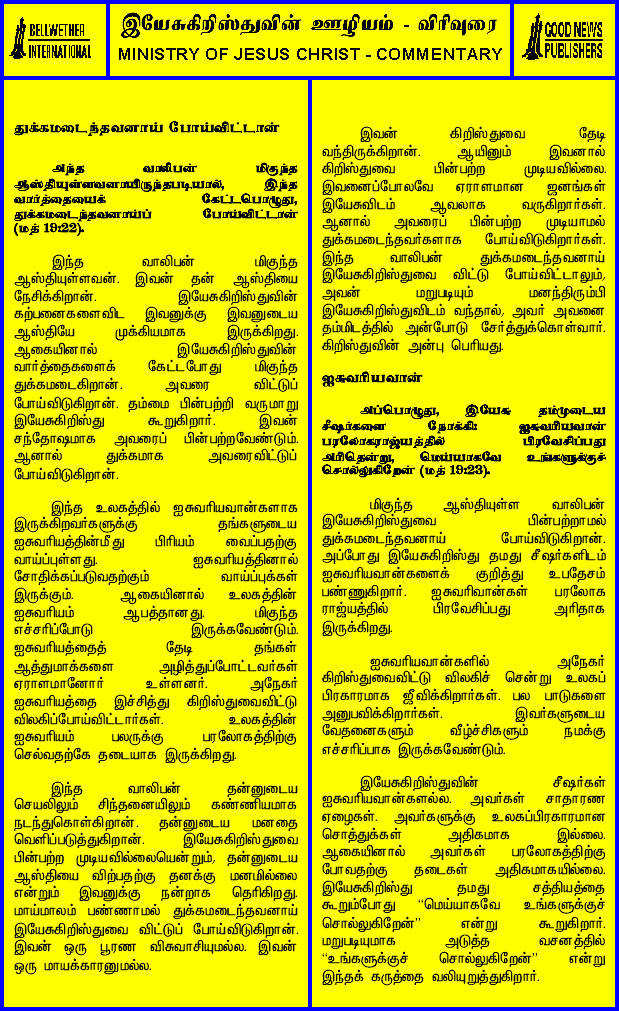 BELLWETHER
INTERNATIONAL
இயேசுகிறிஸ்துவின் ஊழியம் - விரிவுரை
MINISTRY OF JESUS CHRIST - COMMENTARY
GOOD NEWS
PUBLISHERS
துக்கமடைந்தவனாய் போய்விட்டான்
அந்த வாலிபன் மிகுந்த
ஆஸ்தியுள்ளவனாயிருந்தபடியால், இந்த
வார்த்தையைக் கேட்டபொழுது,
துக்கமடைந்தவனாய்ப் போய்விட்டான்
(மத் 19:22).
இந்த வாலிபன் மிகுந்த
ஆஸ்தியுள்ளவன். இவன் தன் ஆஸ்தியை
நேசிக்கிறான். இயேசுகிறிஸ்துவின்
கற்பனைகளைவிட இவனுக்கு இவனுடைய
ஆஸ்தியே முக்கியமாக இருக்கிறது.
ஆகையினால் இயேசுகிறிஸ்துவின்
வார்த்தைகளைக் கேட்டபோது மிகுந்த
துக்கமடைகிறான். அவரை விட்டுப்
போய்விடுகிறான். தம்மை பின்பற்றி வருமாறு
இயேசுகிறிஸ்து கூறுகிறார். இவன்
சந்தோஷமாக அவரைப் பின்பற்றவேண்டும்.
ஆனால் துக்கமாக அவரைவிட்டுப்
போய்விடுகிறான்.
இந்த உலகத்தில் ஐசுவரியவான்களாக
இருக்கிறவர்களுக்கு தங்களுடைய
ஐசுவரியத்தின்மீது பிரியம் வைப்பதற்கு
வாய்ப்புள்ளது. ஐசுவரியத்தினால்
சோதிக்கப்படுவதற்கும் வாய்ப்புக்கள்
இருக்கும். ஆகையினால் உலகத்தின்
ஐசுவரியம் ஆபத்தானது. மிகுந்த
எச்சரிப்போடு இருக்கவேண்டும்.
ஐசுவரியத்தைத் தேடி தங்கள்
ஆத்துமாக்களை அழித்துப்போட்டவர்கள்
ஏராளமானோர் உள்ளனர். அநேகர்
ஐசுவரியத்தை இச்சித்து கிறிஸ்துவைவிட்டு
விலகிப்போய்விட்டார்கள். உலகத்தின்
ஐசுவரியம் பலருக்கு பரலோகத்திற்கு
செல்வதற்கே தடையாக இருக்கிறது.
இந்த வாலிபன் தன்னுடைய
செயலிலும் சிந்தனையிலும் கண்ணியமாக
நடந்துகொள்கிறான். தன்னுடைய மனதை
வெளிப்படுத்துகிறான். இயேசுகிறிஸ்துவை
பின்பற்ற முடியவில்லையென்றும், தன்னுடைய
ஆஸ்தியை விற்பதற்கு தனக்கு மனமில்லை
என்றும் இவனுக்கு நன்றாக தெரிகிறது.
மாய்மாலம் பண்ணாமல் துக்கமடைந்தவனாய்
இயேசுகிறிஸ்துவை விட்டுப் போய்விடுகிறான்.
இவன் ஒரு பூரண விசுவாசியுமல்ல. இவன்
ஒரு மாயக்காரனுமல்ல.
இவன் கிறிஸ்துவை தேடி
வந்திருக்கிறான். ஆயினும் இவனால்
கிறிஸ்துவை பின்பற்ற முடியவில்லை.
இவனைப்போலவே ஏராளமான ஜனங்கள்
இயேசுவிடம் ஆவலாக வருகிறார்கள்.
ஆனால் அவரைப் பின்பற்ற முடியாமல்
துக்கமடைந்தவர்களாக போய்விடுகிறார்கள்.
இந்த வாலிபன் துக்கமடைந்தவனாய்
இயேசுகிறிஸ்துவை விட்டு போய்விட்டாலும்,
அவன் மறுபடியும் மனந்திரும்பி
இயேசுகிறிஸ்துவிடம் வந்தால், அவர் அவனை
தம்மிடத்தில் அன்போடு சேர்த்துக்கொள்வார்.
கிறிஸ்துவின் அன்பு பெரியது.
ஐசுவரியவான்
அப்பொழுது, இயேசு தம்முடைய
சீஷர்களை நோக்கி: ஐசுவரியவான்
பரலோகராஜ்யத்தில் பிரவேசிப்பது
அரிதென்று, மெய்யாகவே உங்களுக்குச்
சொல்லுகிறேன் (மத் 19:23).
மிகுந்த ஆஸ்தியுள்ள வாலிபன்
இயேசுகிறிஸ்துவை பின்பற்றாமல்
துக்கமடைந்தவனாய் போய்விடுகிறான்.
அப்போது இயேசுகிறிஸ்து தமது சீஷர்களிடம்
ஐசுவரியவான்களைக் குறித்து உபதேசம்
பண்ணுகிறார். ஐசுவரிவான்கள் பரலோக
ராஜ்யத்தில் பிரவேசிப்பது அரிதாக
இருக்கிறது.
ஐசுவரியவான்களில் அநேகர்
கிறிஸ்துவைவிட்டு விலகிச் சென்று உலகப்
பிரகாரமாக ஜீவிக்கிறார்கள். பல பாடுகளை
அனுபவிக்கிறார்கள். இவர்களுடைய
வேதனைகளும் வீழ்ச்சிகளும் நமக்கு
எச்சரிப்பாக இருக்கவேண்டும்.
இயேசுகிறிஸ்துவின் சீஷர்கள்
ஐசுவரியவான்களல்ல. அவர்கள் சாதாரண
ஏழைகள். அவர்களுக்கு உலகப்பிரகாரமான
சொத்துக்கள் அதிகமாக இல்லை.
ஆகையினால் அவர்கள் பரலோகத்திற்கு
போவதற்கு தடைகள் அதிகமாகயில்லை.
இயேசுகிறிஸ்து தமது சத்தியத்தை
கூறும்போது “மெய்யாகவே உங்களுக்குச்
சொல்லுகிறேன்” என்று கூறுகிறார்.
மறுபடியுமாக அடுத்த வசனத்தில்
“உங்களுக்குச் சொல்லுகிறேன்” என்று
இந்தக் கருத்தை வலியுறுத்துகிறார்.